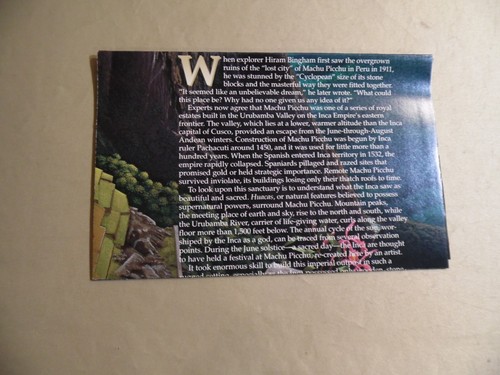 When explorer Hiram Bingham first saw the overgrown
ruins of the "lost city" of Machu Picchu in Peru in 1911,
he was stunned by the "Cyclopean" size of its stone
blocks and the masterful way they were fitted together.
"It seemed like an unbelievable dream," he later wrote. "What could
this place be? Why had no one given us any idea of it?"
Experts now agree that Machu Picchu was one of a series of royal
estates built in the Urubamba Valley on the Inca Empire's eastern
frontier. The valley, which lies at a lower, warmer altitude than the Inca
capital of Cusco, provided an escape from the June-through-August
Andean winters. Construction of Machu Picchu was begun by Inca
ruler Pachacuti around 1450, and it was used for little more than a
hundred years. When the Spanish entered Inca territory in 1532, the
empire rapidly collapsed. Spaniards pillaged and razed sites that
promised gold or held strategic importance. Remote Machu Picchu
survived inviolate, its buildings losing only their thatch roofs to time.
To look upon this sanctuary is to understand what the Inca saw as
beautiful and sacred. Huacas, or natural features believed to possess
supernatural powers, surround Machu Picchu. Mountain peaks,
the meeting place of earth and sky, rise to the north and south, while
the Urubamba River, carrier of life-giving water, curls along the valley
floor more than 1,500 feet below. The annual cycle of the sun, wor-
shiped by the Inca as a god, can be traced from several observation
points. During the June solstice—a sacred day—the Inca are thought
to have held a festival at Machu Picchu, re-created here by an artist.
It took enormous skill to build this imperial outpost in such a